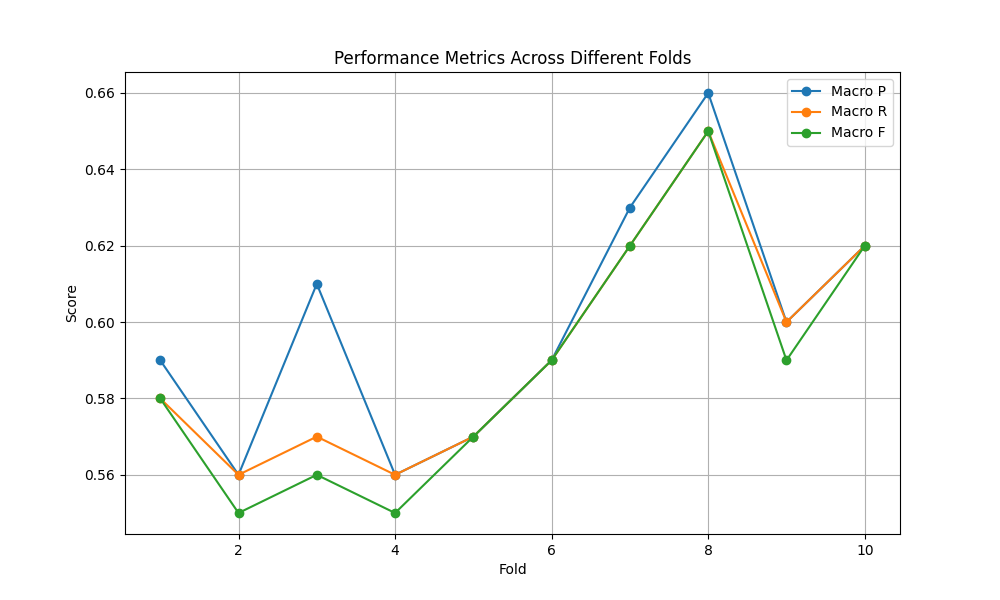 Performance Metrics Across Different Folds
Macro P
Macro R
Macro F
Score
0.66
0.64
0.62
0.60
0.58
0.56
2 4 6 8 10
Fold